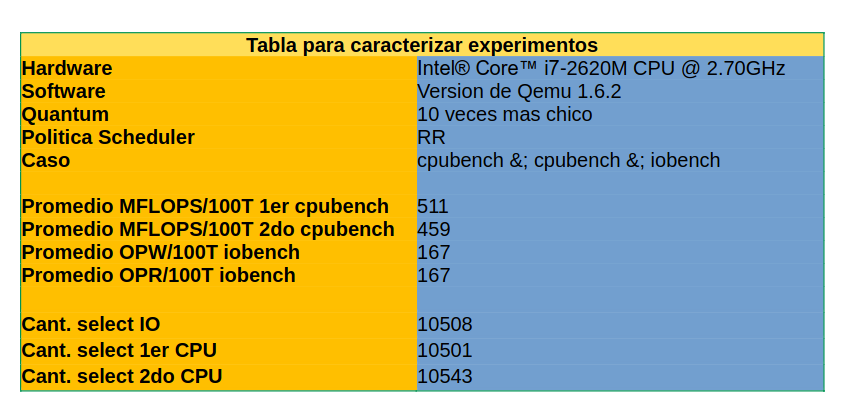 Tabla para caracterizar experimentos
Hardware Intel® Core™ i7-2620M CPU @ 2.70GHz
Software Version de Qemu 1.6.2
Quantum 10 veces mas chico
Politica Scheduler RR
Caso cpubench &; cpubench &; iobench
Promedio MFLOPS/100T 1er cpubench 511
Promedio MFLOPS/100T 2do cpubench 459
Promedio OPW/100T iobench 167
Promedio OPR/100T iobench 167
Cant. select IO 10508
Cant. select 1er CPU 10501
Cant. select 2do CPU 10543